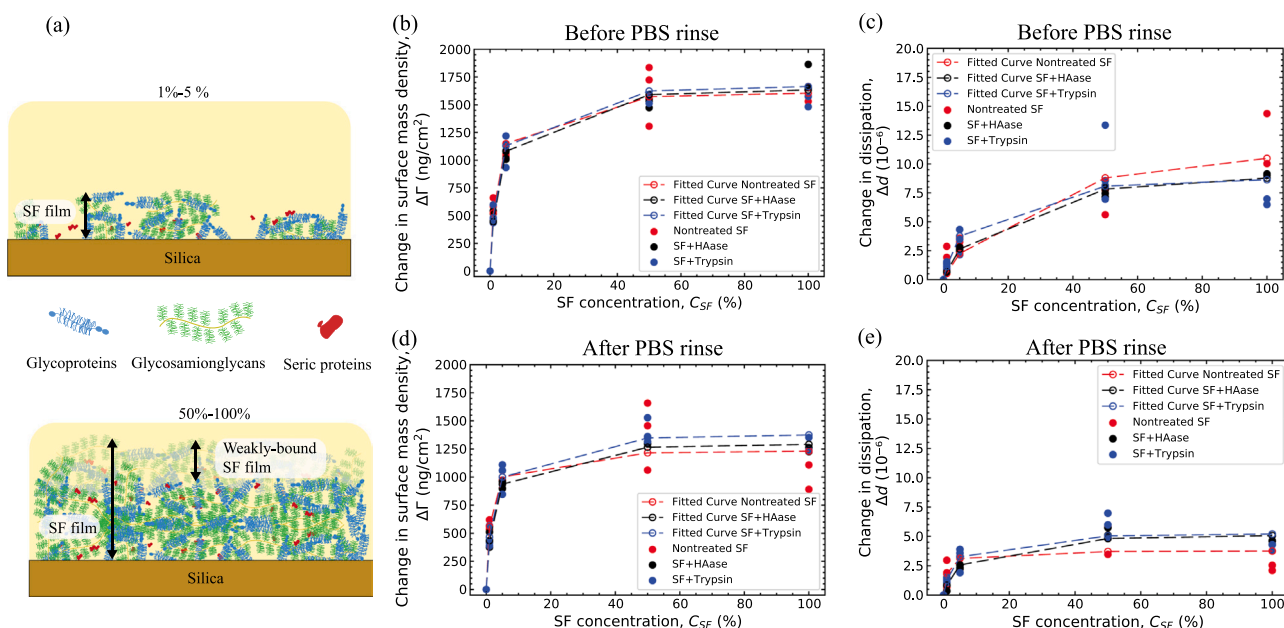 (a)
1%-5 %
SF film
Silica
Glycoproteins
Glycosamionglycans
Seric proteins
50%-100%
Weakly-bound
SF film
SF film
Silica
(b)
Before PBS rinse
Change in surface mass density,
ΔΓ (ng/cm2)
2000
1750
1500
1250
1000
750
500
250
0
Fitted Curve Nontreated SF
Fitted Curve SF+HAase
Fitted Curve SF+Trypsin
Nontreated SF
SF+HAase
SF+Trypsin
0 20 40 60 80 100
SF concentration, CSF (%)
(c)
Before PBS rinse
Change in dissipation,
Δd (10−6)
20.0
17.5
15.0
12.5
10.0
7.5
5.0
2.5
0.0
Fitted Curve Nontreated SF
Fitted Curve SF+HAase
Fitted Curve SF+Trypsin
Nontreated SF
SF+HAase
SF+Trypsin
0 20 40 60 80 100
SF concentration, CSF (%)
(d)
After PBS rinse
Change in surface mass density,
ΔΓ (ng/cm2)
2000
1750
1500
1250
1000
750
500
250
0
Fitted Curve Nontreated SF
Fitted Curve SF+HAase
Fitted Curve SF+Trypsin
Nontreated SF
SF+HAase
SF+Trypsin
0 20 40 60 80 100
SF concentration, CSF (%)
(e)
After PBS rinse
Change in dissipation,
Δd (10−6)
20.0
17.5
15.0
12.5
10.0
7.5
5.0
2.5
0.0
Fitted Curve Nontreated SF
Fitted Curve SF+HAase
Fitted Curve SF+Trypsin
Nontreated SF
SF+HAase
SF+Trypsin
0 20 40 60 80 100
SF concentration, CSF (%)